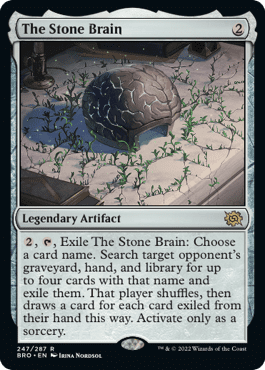 The Stone Brain 2
Legendary Artifact
2, T, Exile The Stone Brain: Choose
a card name. Search target opponent's
graveyard, hand, and library for up
to four cards with that name and
exile them. That player shuffles, then
draws a card for each card exiled
from their hand this way. Activate only as a
sorcery.
247/287 R
BRO • EN Irina Nordsol
™ & © 2022 Wizards of the Coast